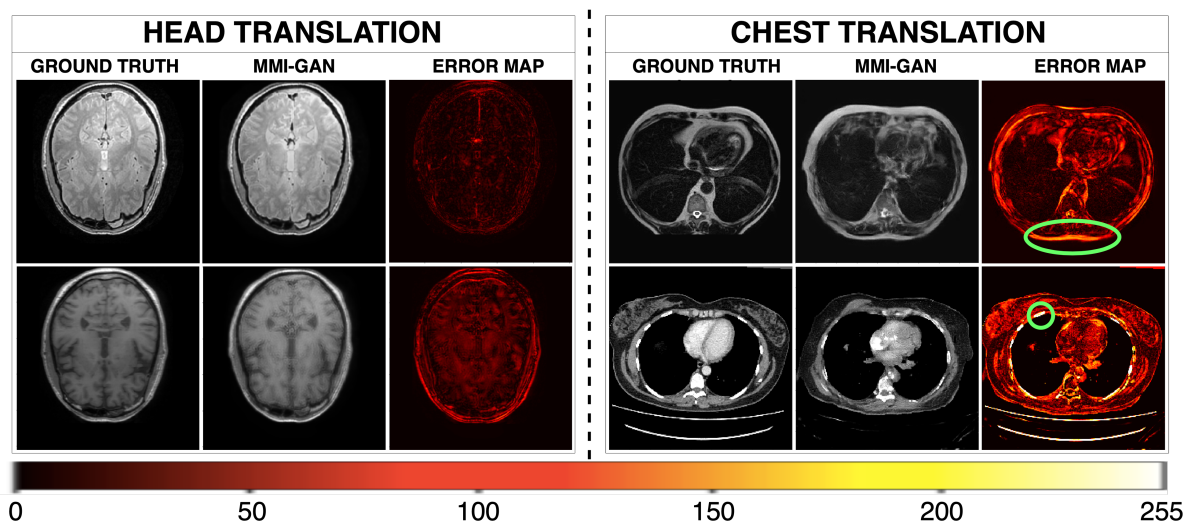 HEAD TRANSLATION
GROUND TRUTH MMI-GAN ERROR MAP
CHEST TRANSLATION
GROUND TRUTH MMI-GAN ERROR MAP
0 50 100 150 200 255